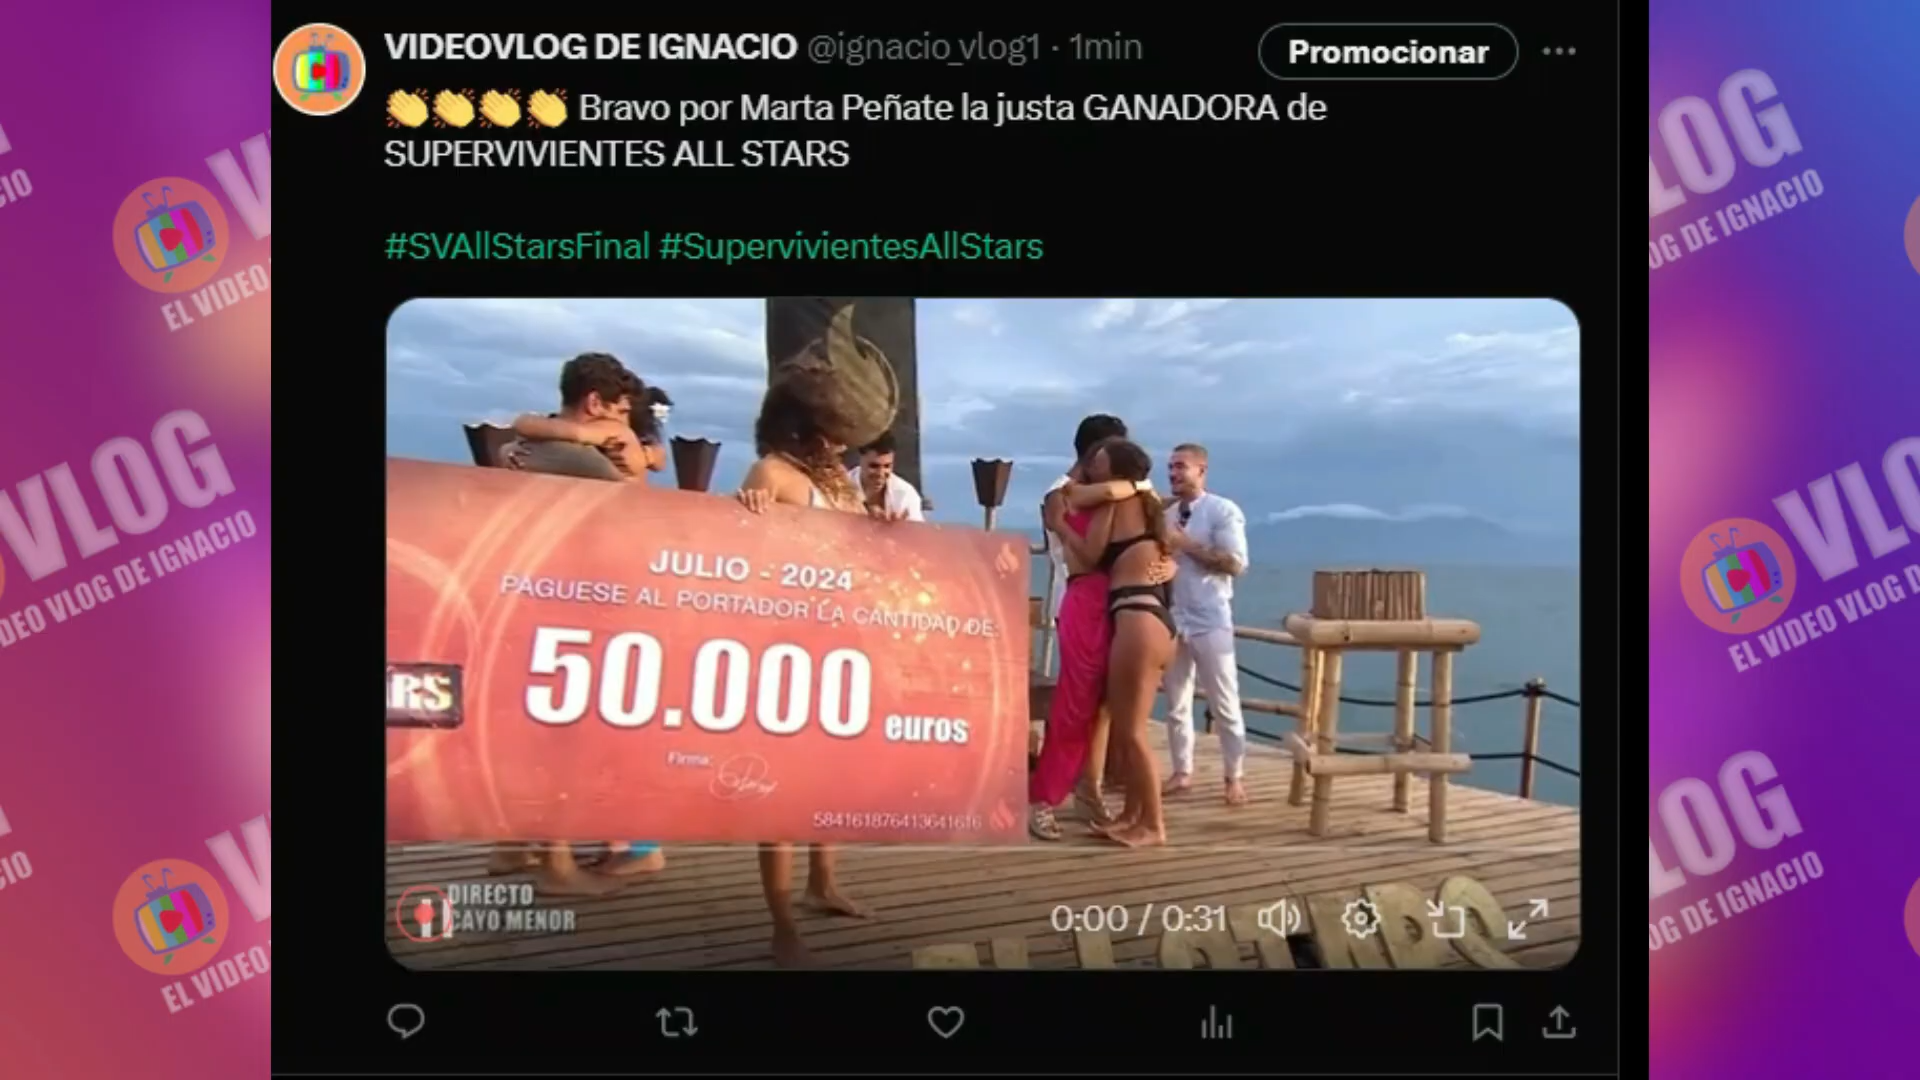 VIDEOVLOG DE IGNACIO @ignacio_vlog1 · 1min
Promocionar
👏👏👏👏 Bravo por Marta Peñate la justa GANADORA de
SUPERVIVIENTES ALL STARS
#SVAllStarsFinal #SupervivientesAllStars
JULIO - 2024
PAGUESE AL PORTADOR LA CANTIDAD DE:
50.000 euros
RS
Firma:
584161876413641616
DIRECTO
CAYO MENOR
0:00 / 0:31
VLOG
EL VIDEO VLOG DE IGNACIO